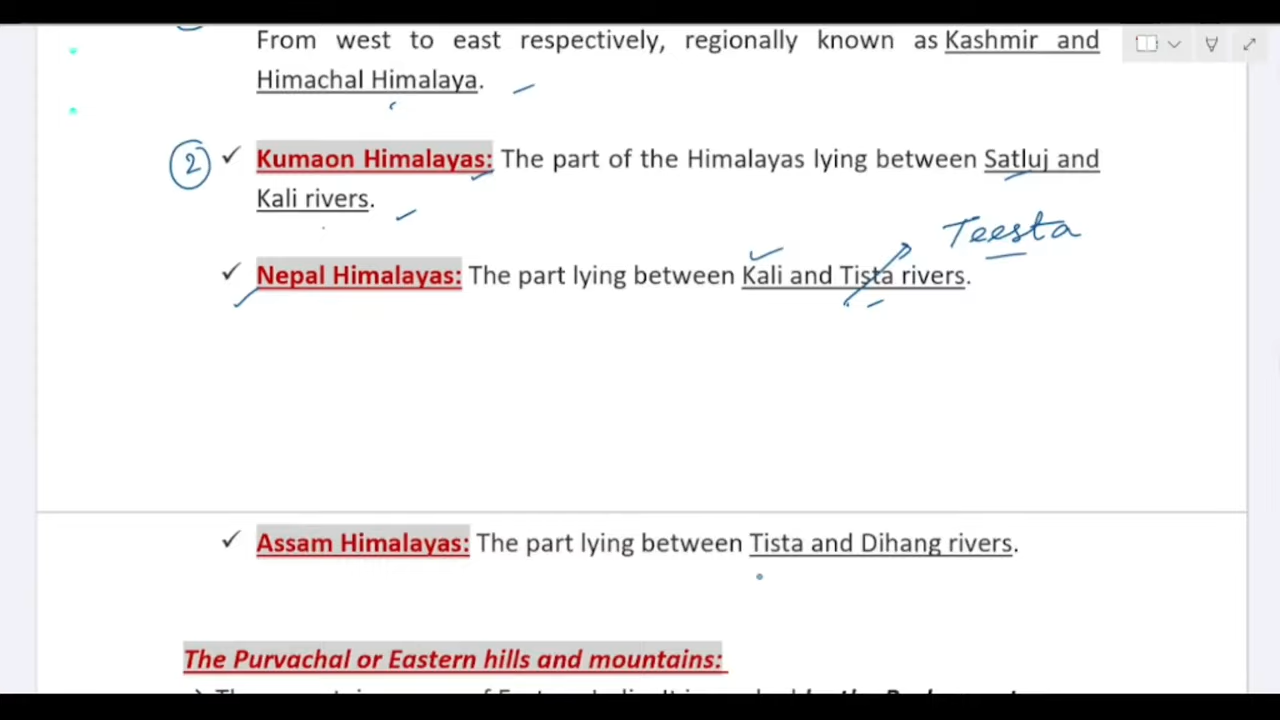 From west to east respectively, regionally known as Kashmir and
Himachal Himalaya.
2 ✓ Kumaon Himalayas: The part of the Himalayas lying between Satluj and
Kali rivers.
Teesta
✓ Nepal Himalayas: The part lying between Kali and Tista rivers.
✓ Assam Himalayas: The part lying between Tista and Dihang rivers.
The Purvachal or Eastern hills and mountains: